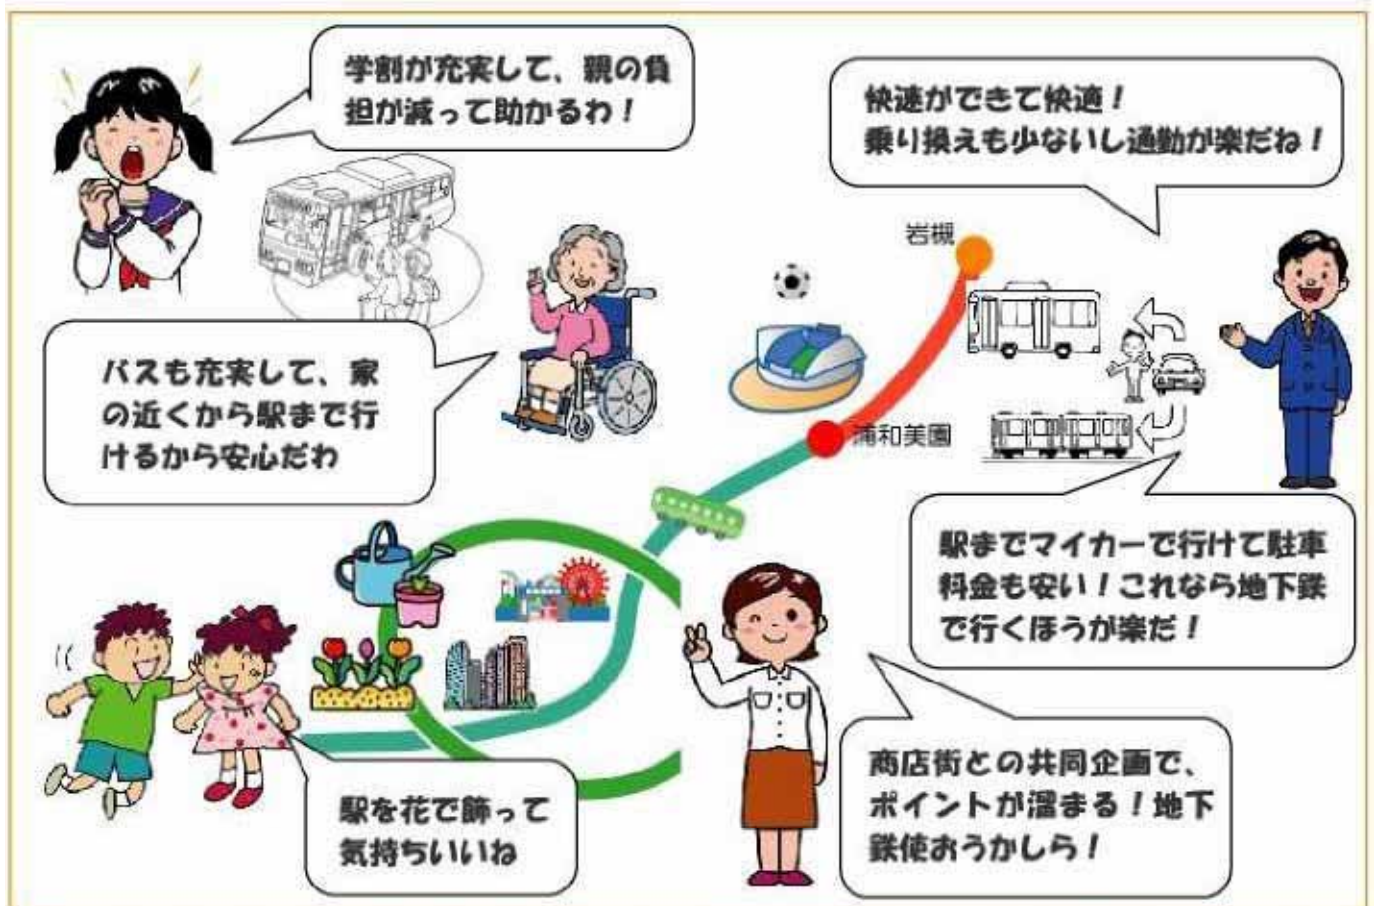 学割が充実して、親の負
担が減って助かるわ！
快速ができて快適！
乗り換えも少ないし通勤が楽だね！
岩槻
バスも充実して、家
の近くから駅まで行
けるから安心だわ
浦和美園
駅までマイカーで行けて駐車
料金も安い！これなら地下鉄
で行くほうが楽だ！
商店街との共同企画で、
ポイントが溜まる！地下
鉄使おうかしら！
駅を花で飾って
気持ちいいね